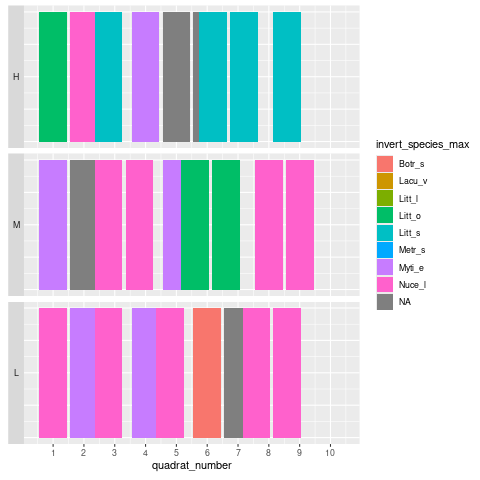 H
M
L
1 2 3 4 5 6 7 8 9 10
quadrat_number
invert_species_max
Botr_s
Lacu_v
Litt_l
Litt_o
Litt_s
Metr_s
Myti_e
Nuce_l
NA